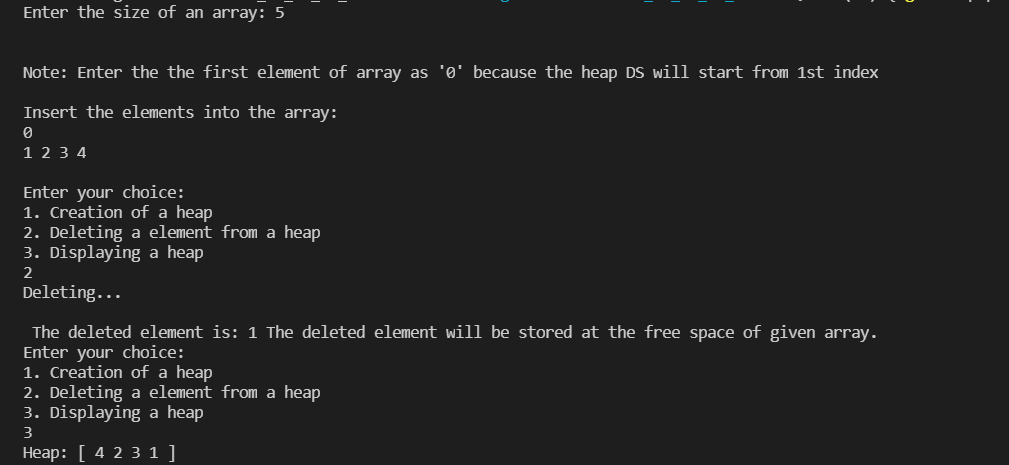 Enter the size of an array: 5
Note: Enter the the first element of array as '0' because the heap DS will start from 1st index
Insert the elements into the array:
0
1 2 3 4
Enter your choice:
1. Creation of a heap
2. Deleting a element from a heap
3. Displaying a heap
2
Deleting...
The deleted element is: 1 The deleted element will be stored at the free space of given array.
Enter your choice:
1. Creation of a heap
2. Deleting a element from a heap
3. Displaying a heap
3
Heap: [ 4 2 3 1 ]